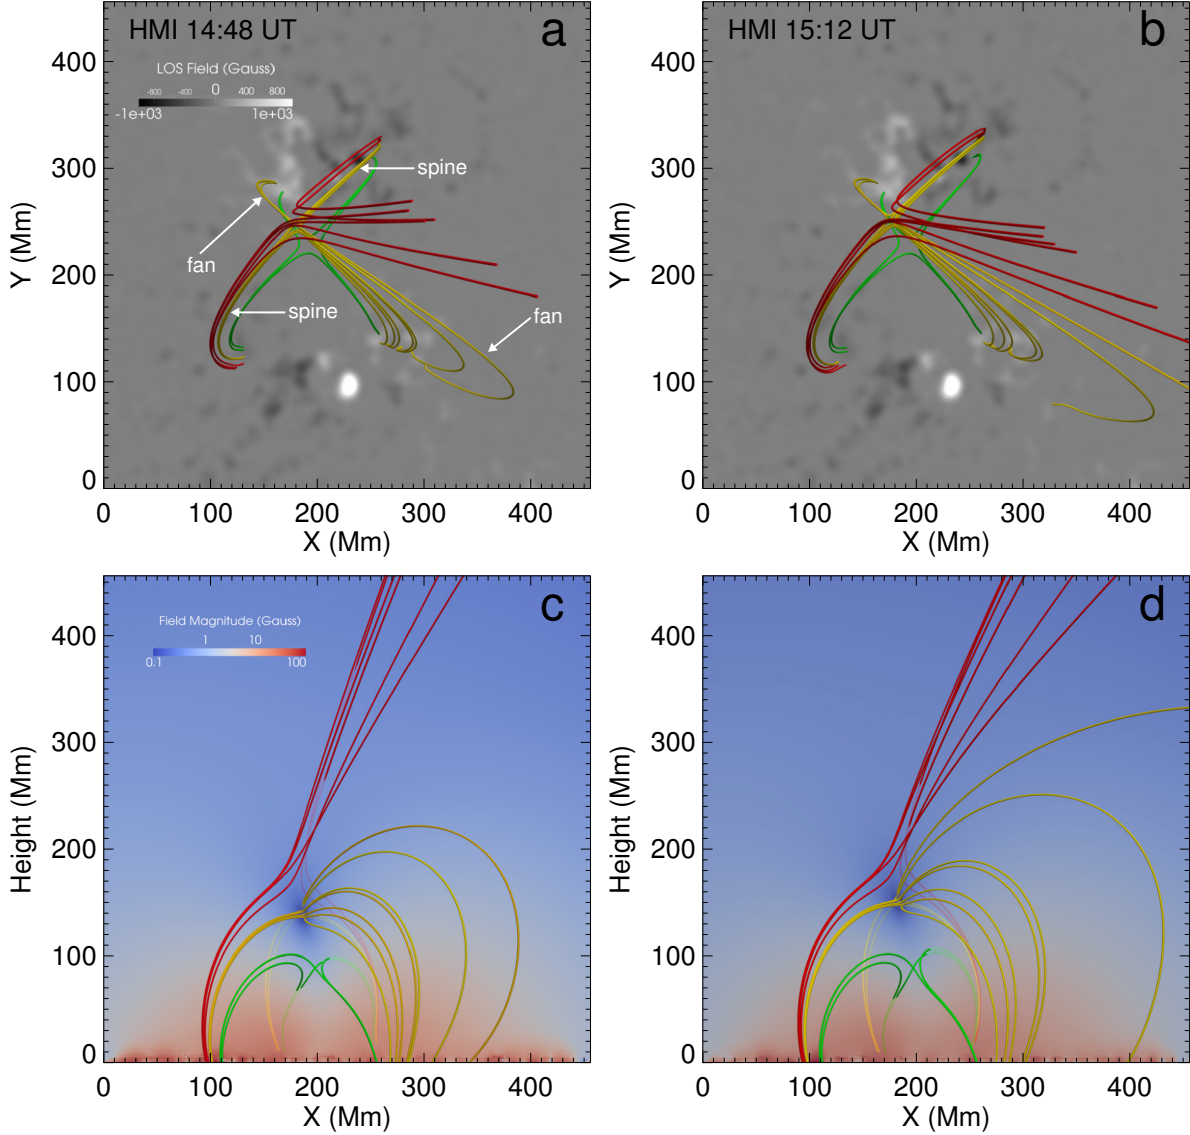 HMI 14:48 UT
a
LOS Field (Gauss)
-800 -400 0 400 800
-1e+03 1e+03
spine
fan
spine
fan
400
300
200
100
0
Y (Mm)
0 100 200 300 400
X (Mm)
HMI 15:12 UT
b
400
300
200
100
0
Y (Mm)
0 100 200 300 400
X (Mm)
c
Field Magnitude (Gauss)
1 10
0.1 100
400
300
200
100
0
Height (Mm)
0 100 200 300 400
X (Mm)
d
400
300
200
100
0
Height (Mm)
0 100 200 300 400
X (Mm)